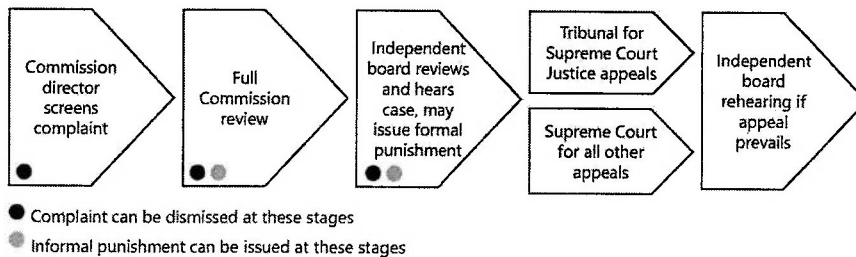 Commission
director
screens
complaint
Full
Commission
review
Independent
board reviews
and hears
case, may
issue formal
punishment
Tribunal for
Supreme Court
Justice appeals
Supreme Court
for all other
appeals
Independent
board
rehearing if
appeal
prevails
Complaint can be dismissed at these stages
Informal punishment can be issued at these stages